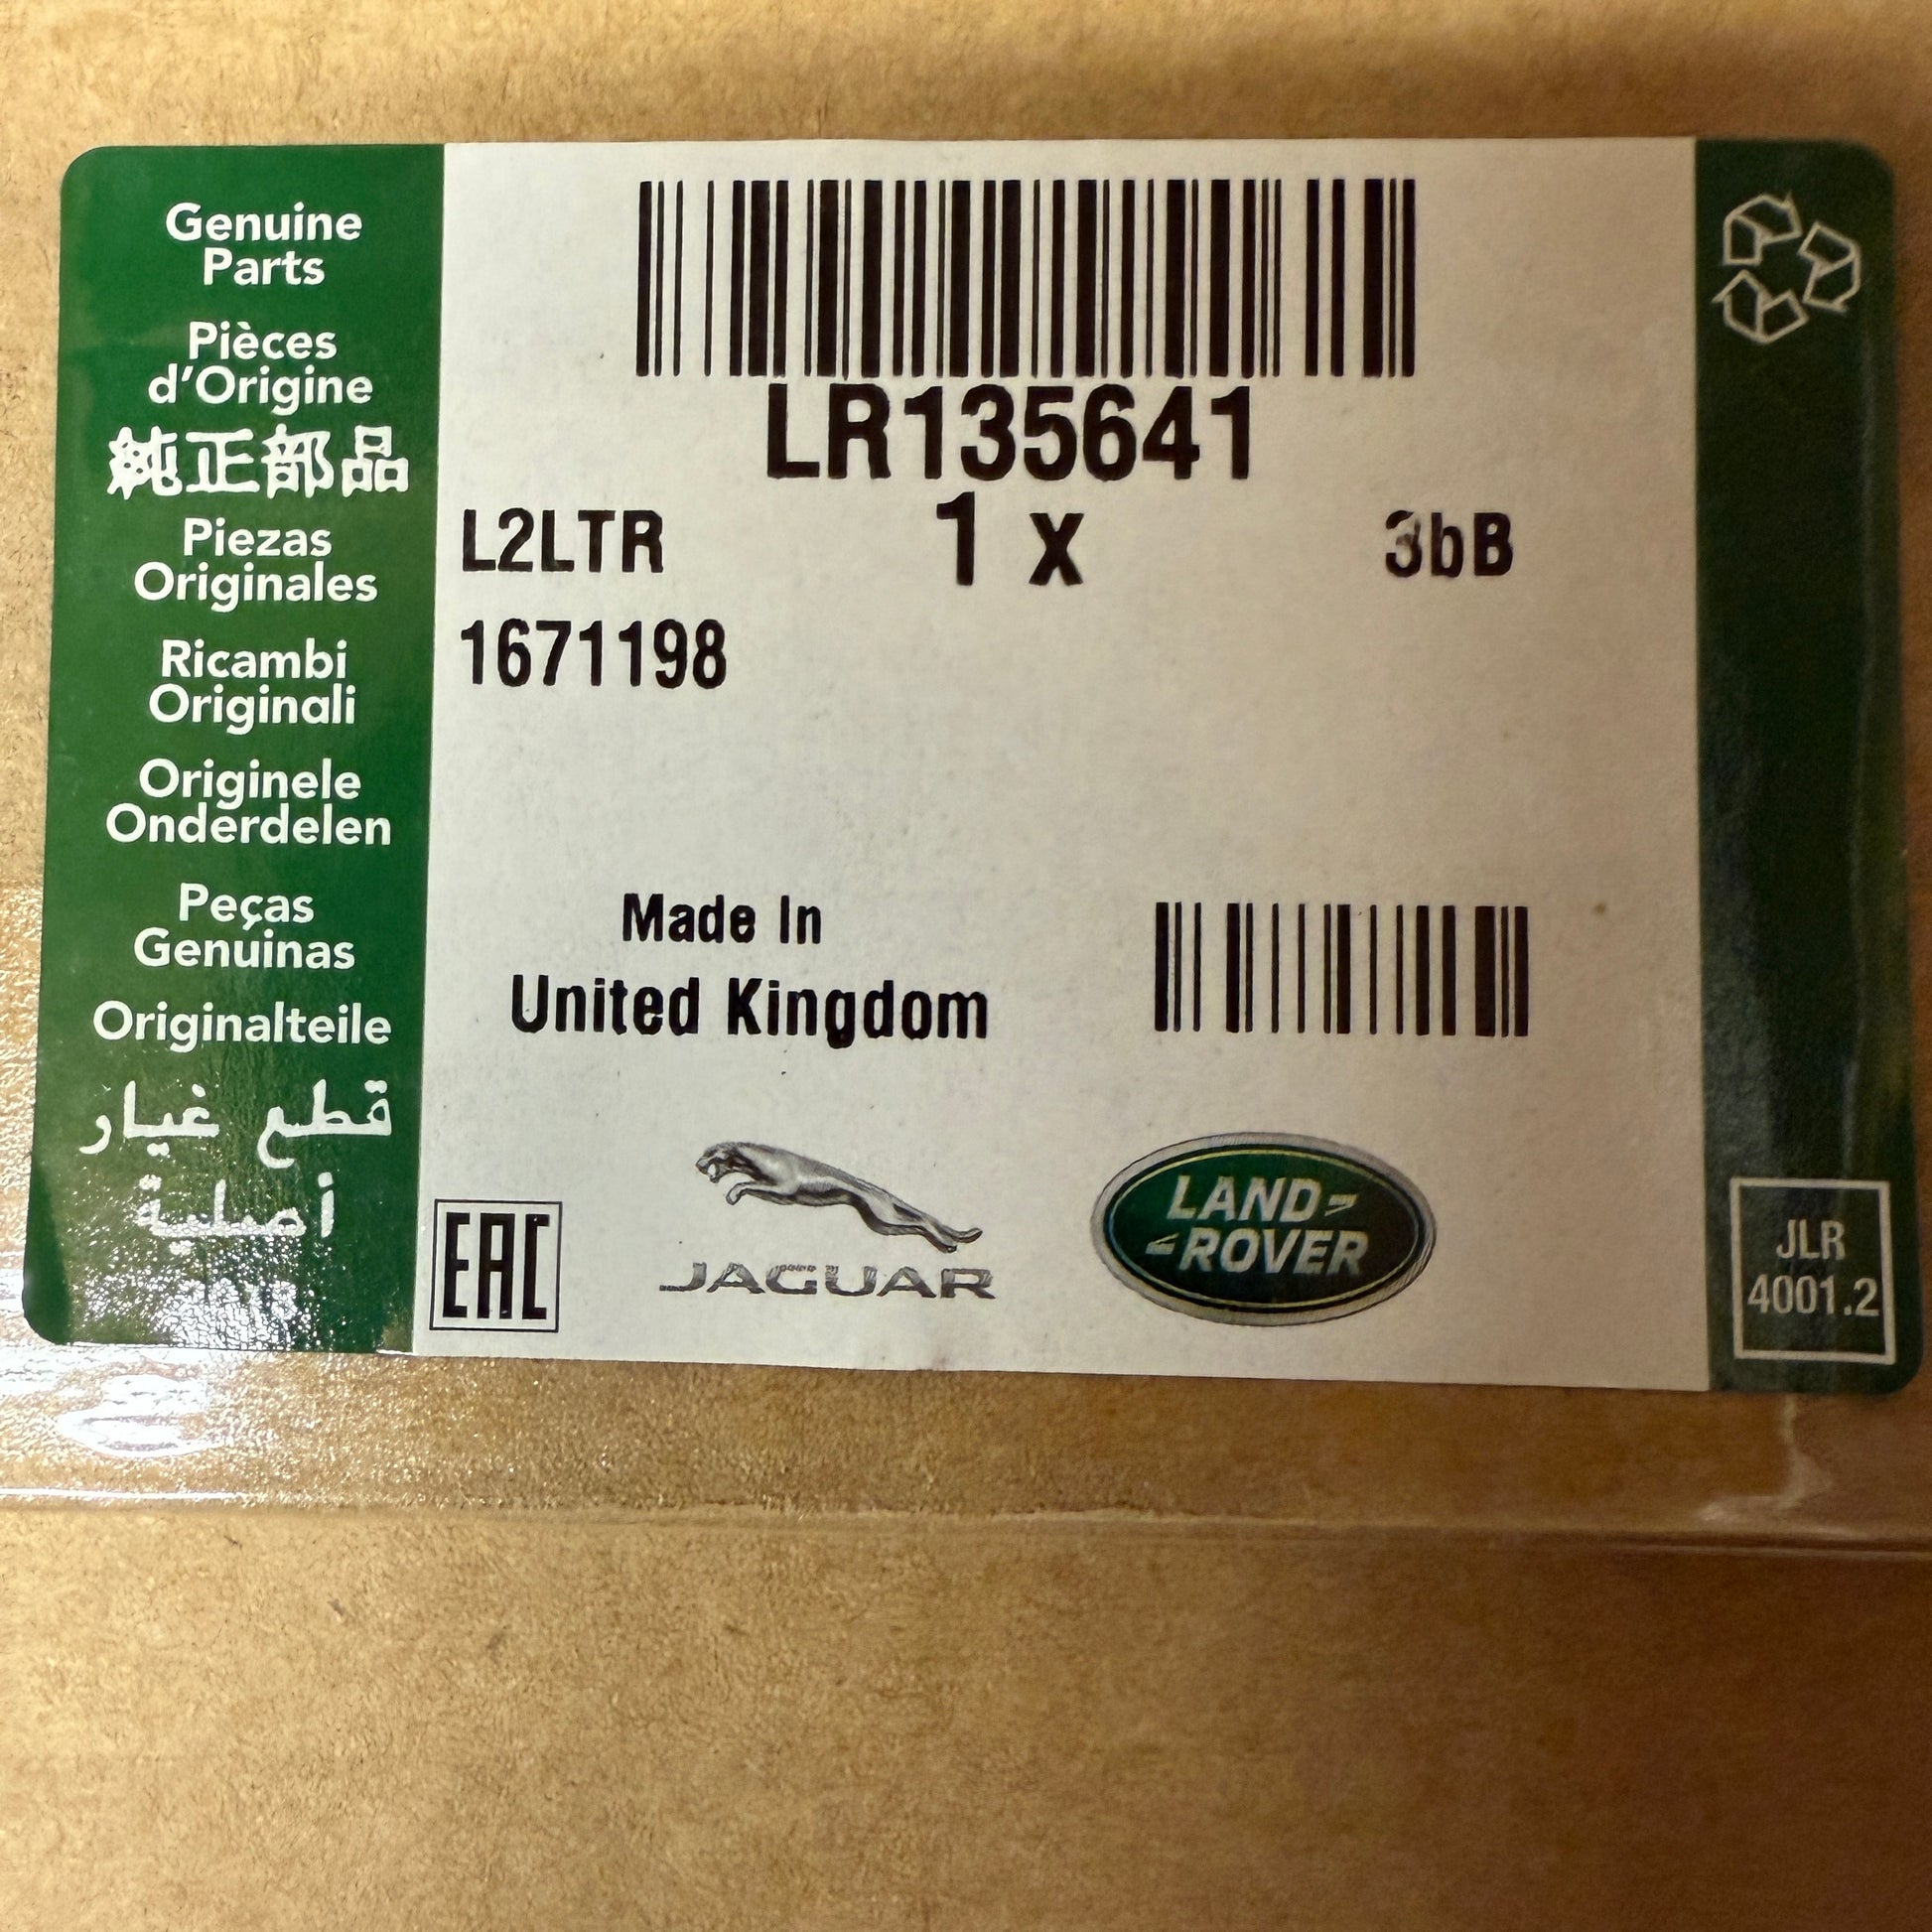 Genuine
Parts
Pièces
d'Origine
純正部品
Piezas
Originales
Ricambi
Originali
Originele
Onderdelen
Peças
Genuinas
Originalteile
قطع غيار
أصلية
LR135641
L2LTR 1 x 3bB
1671198
Made In
United Kingdom
EAC
JAGUAR
LAND
ROVER
JLR
4001.2